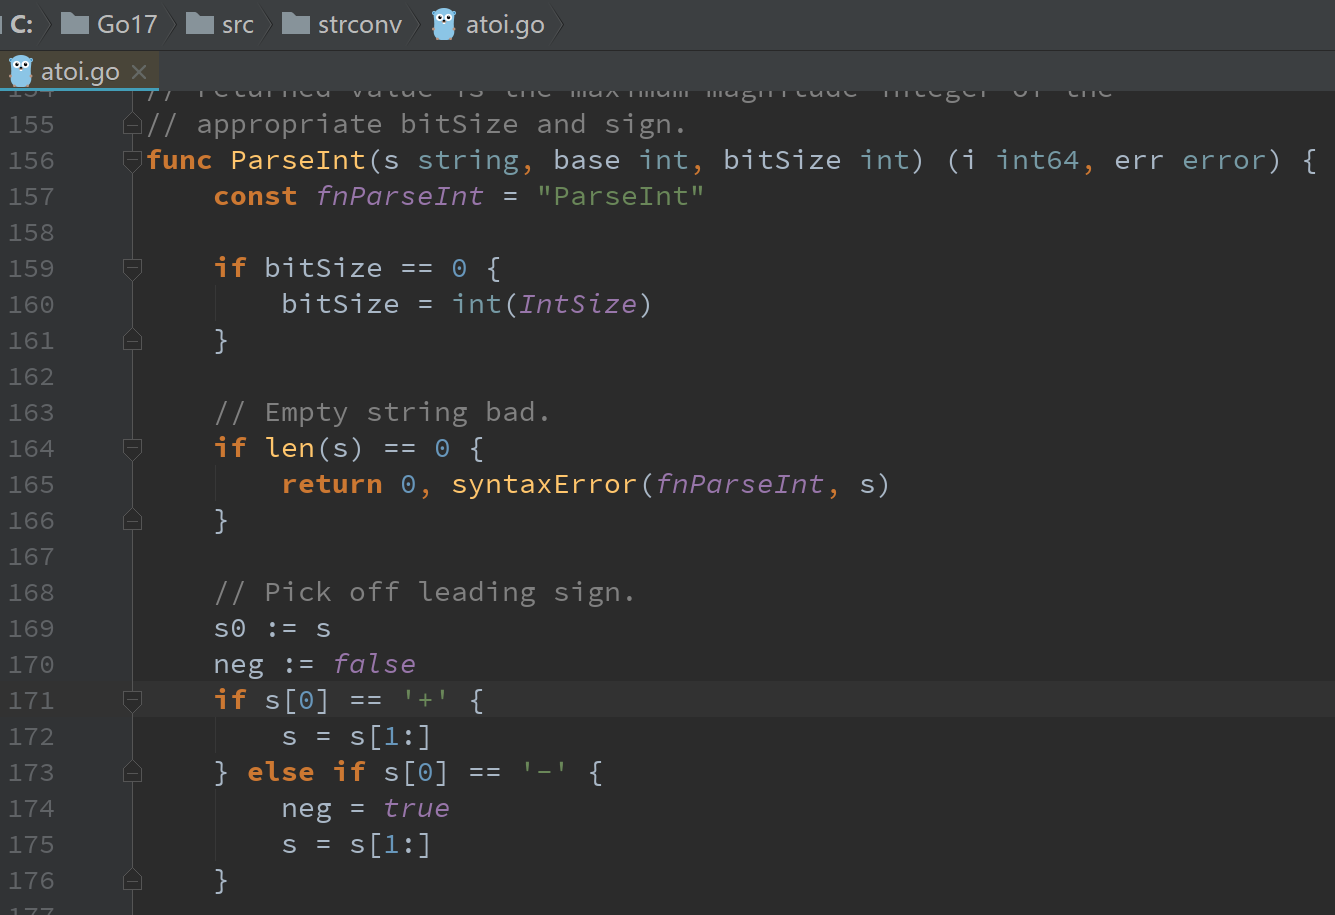 C: Go17 src strconv atoi.go
atoi.go
154 // returned value is the maximum magnitude integer of the
155 // appropriate bitSize and sign.
156 func ParseInt(s string, base int, bitSize int) (i int64, err error) {
157     const fnParseInt = "ParseInt"
158
159     if bitSize == 0 {
160         bitSize = int(IntSize)
161     }
162
163     // Empty string bad.
164     if len(s) == 0 {
165         return 0, syntaxError(fnParseInt, s)
166     }
167
168     // Pick off leading sign.
169     s0 := s
170     neg := false
171     if s[0] == '+' {
172         s = s[1:]
173     } else if s[0] == '-' {
174         neg = true
175         s = s[1:]
176     }
177